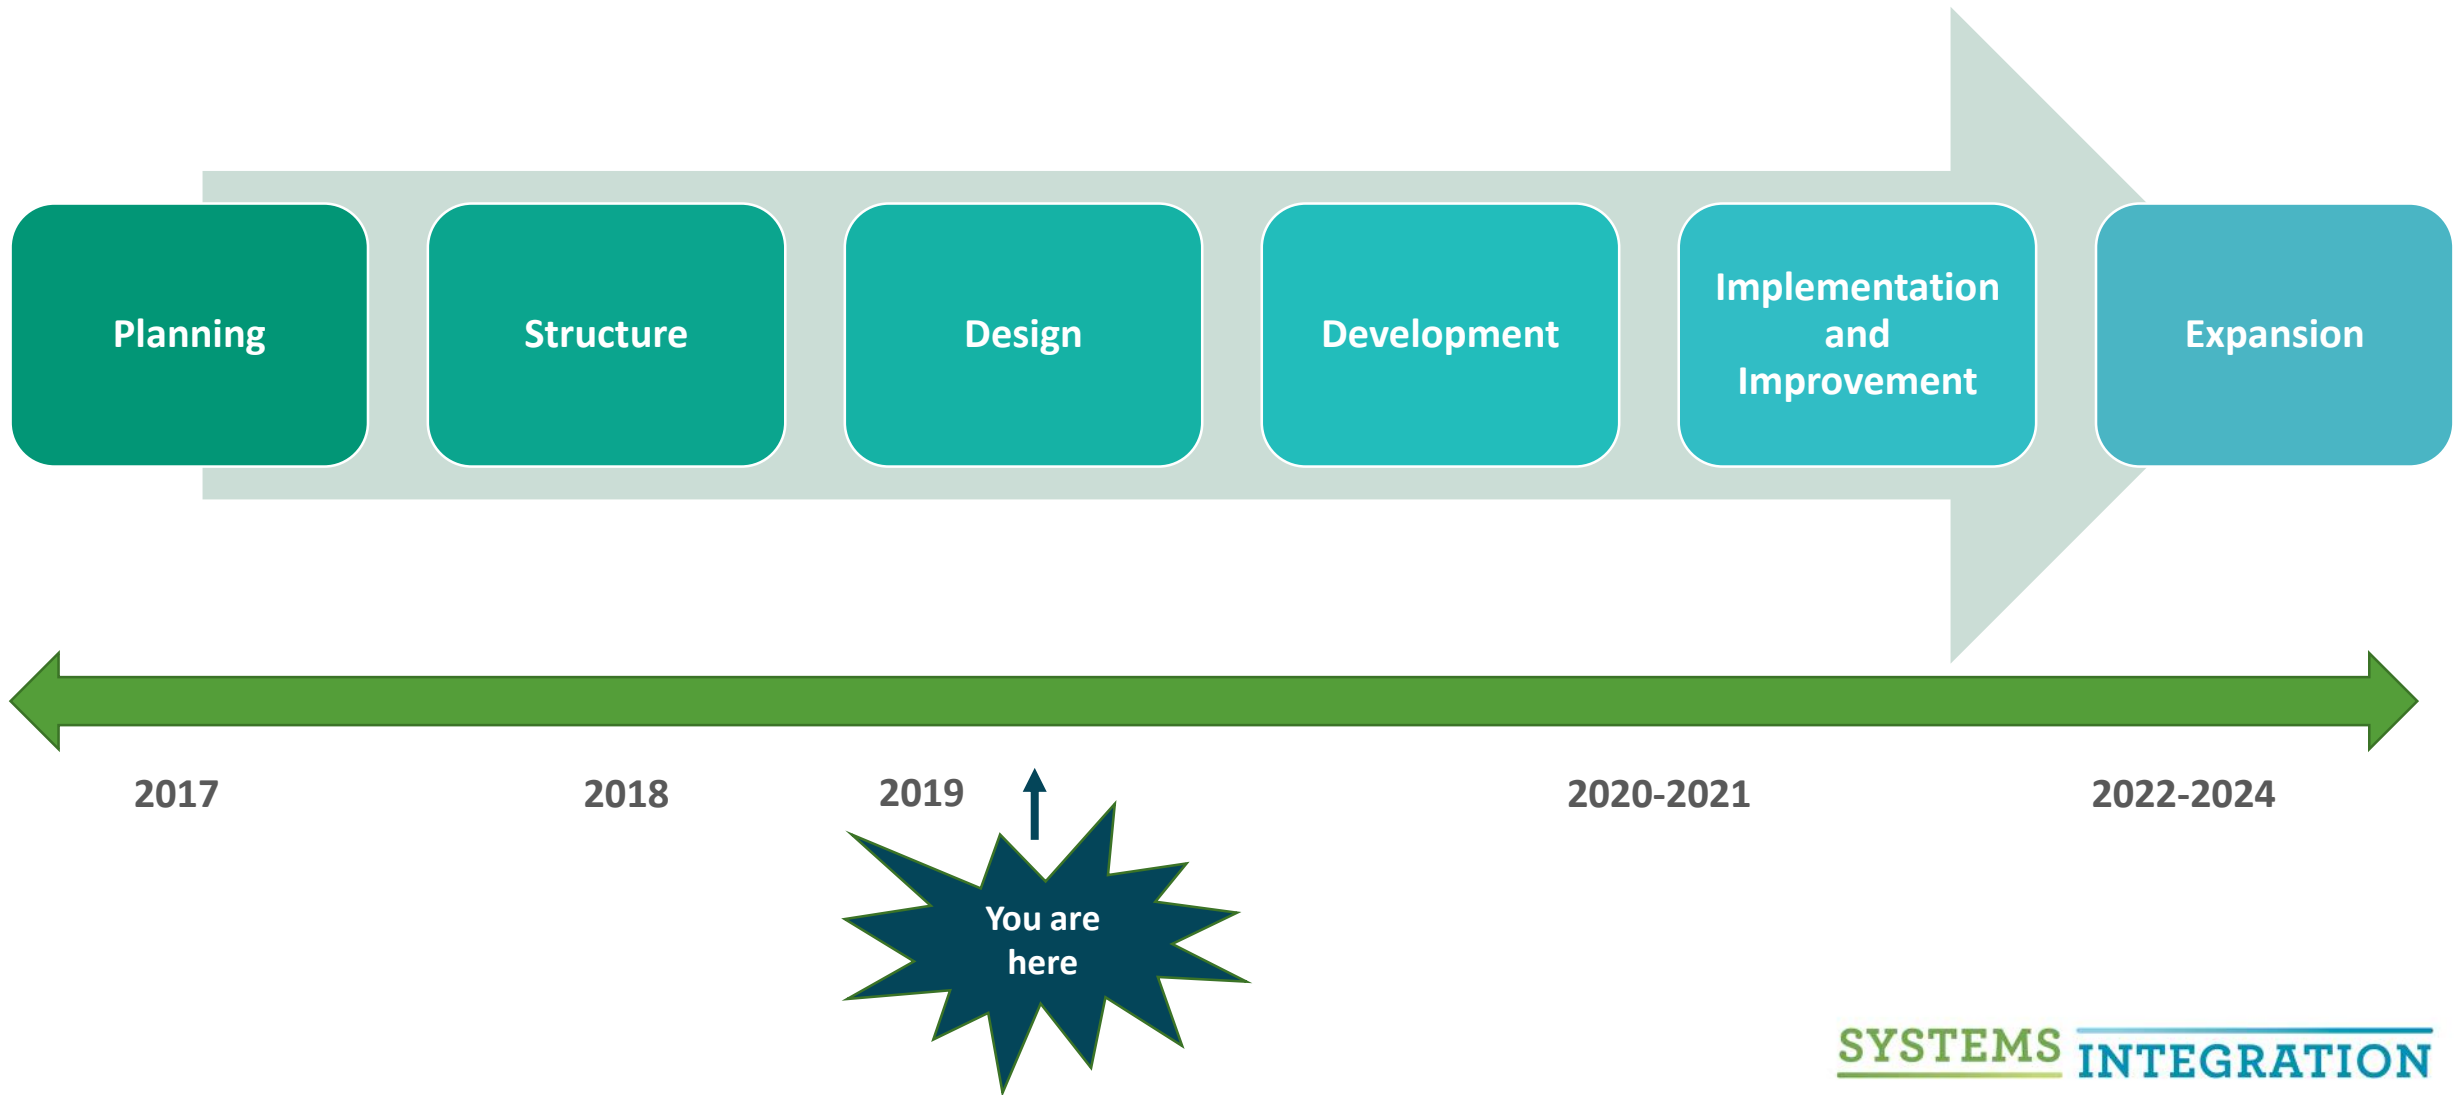 Planning
Structure
Design
Development
Implementation
and
Improvement
Expansion
2017
2018
2019
2020-2021
2022-2024
You are
here
SYSTEMS INTEGRATION